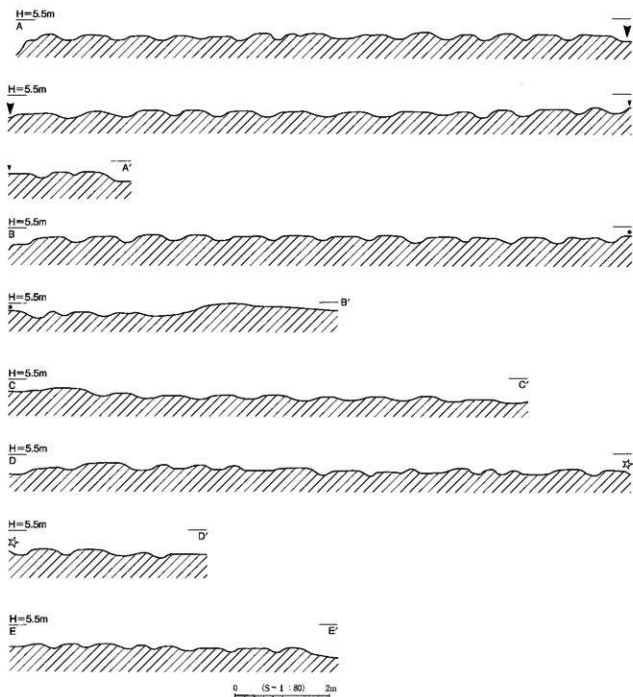 H=5.5m
A
H=5.5m
A′
H=5.5m
B
H=5.5m
B′
H=5.5m
C C′
H=5.5m
D
H=5.5m
D′
H=5.5m
E E′
0 (S=1:80) 2m